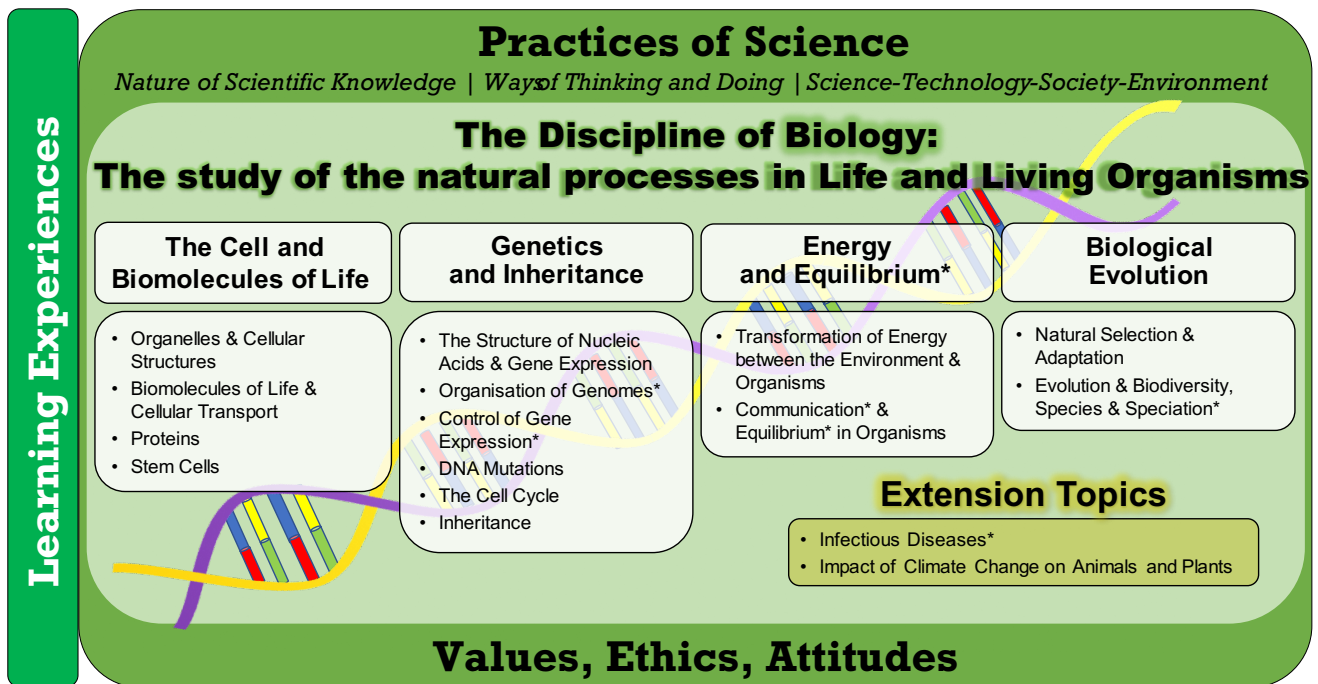 Learning Experiences
Practices of Science
Nature of Scientific Knowledge | Ways of Thinking and Doing | Science-Technology-Society-Environment
The Discipline of Biology:
The study of the natural processes in Life and Living Organisms
The Cell and
Biomolecules of Life
• Organelles & Cellular
Structures
• Biomolecules of Life &
Cellular Transport
• Proteins
• Stem Cells
Genetics
and Inheritance
• The Structure of Nucleic
Acids & Gene Expression
• Organisation of Genomes*
• Control of Gene
Expression*
• DNA Mutations
• The Cell Cycle
• Inheritance
Energy
and Equilibrium*
• Transformation of Energy
between the Environment &
Organisms
• Communication* &
Equilibrium* in Organisms
Biological
Evolution
• Natural Selection &
Adaptation
• Evolution & Biodiversity,
Species & Speciation*
Extension Topics
• Infectious Diseases*
• Impact of Climate Change on Animals and Plants
Values, Ethics, Attitudes